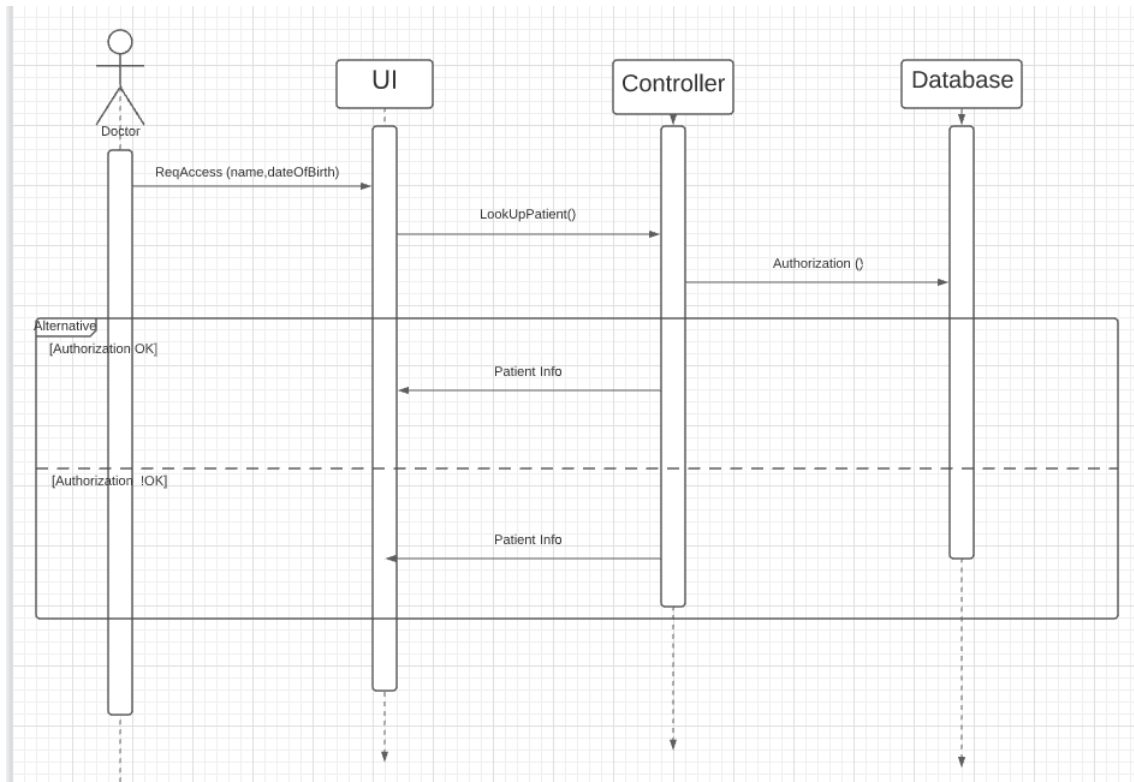 UI
Controller
Database
Doctor
ReqAccess (name,dateOfBirth)
LookUpPatient()
Authorization ()
Alternative
[Authorization OK]
Patient Info
[Authorization !OK]
Patient Info